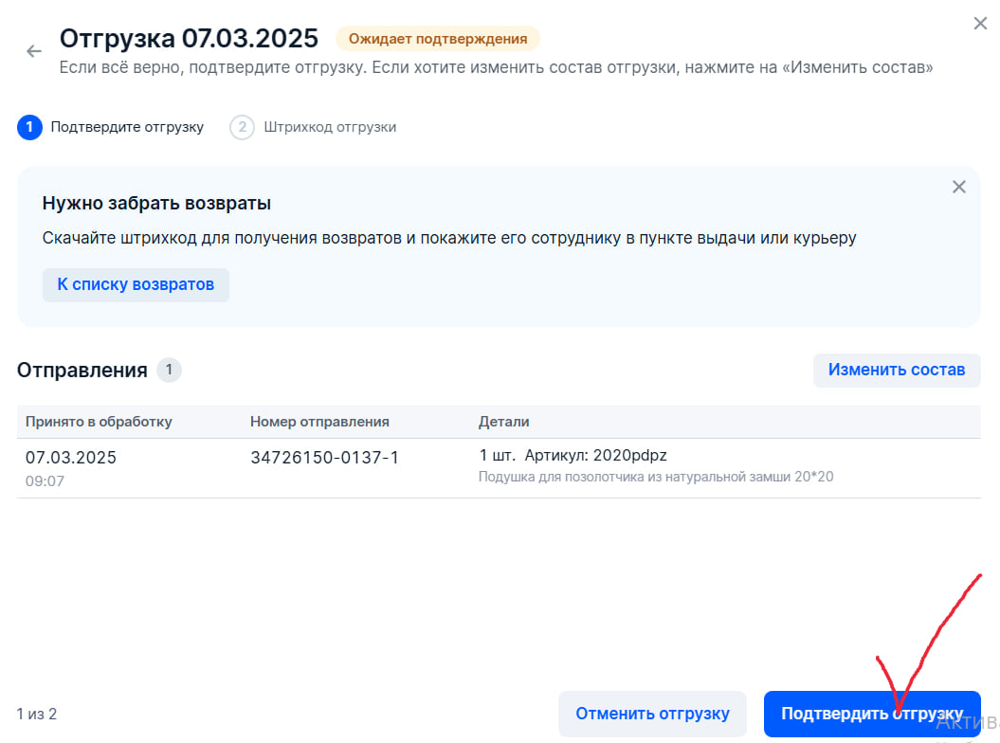 Отгрузка 07.03.2025 Ожидает подтверждения
Если всё верно, подтвердите отгрузку. Если хотите изменить состав отгрузки, нажмите на «Изменить состав»
1 Подтвердите отгрузку 2 Штрихкод отгрузки
Нужно забрать возвраты
Скачайте штрихкод для получения возвратов и покажите его сотруднику в пункте выдачи или курьеру
К списку возвратов
Отправления 1 Изменить состав
Принято в обработку Номер отправления Детали
07.03.2025 34726150-0137-1 1 шт. Артикул: 2020pdpz
09:07 Подушка для позолотчика из натуральной замши 20*20
1 из 2 Отменить отгрузку Подтвердить отгрузку